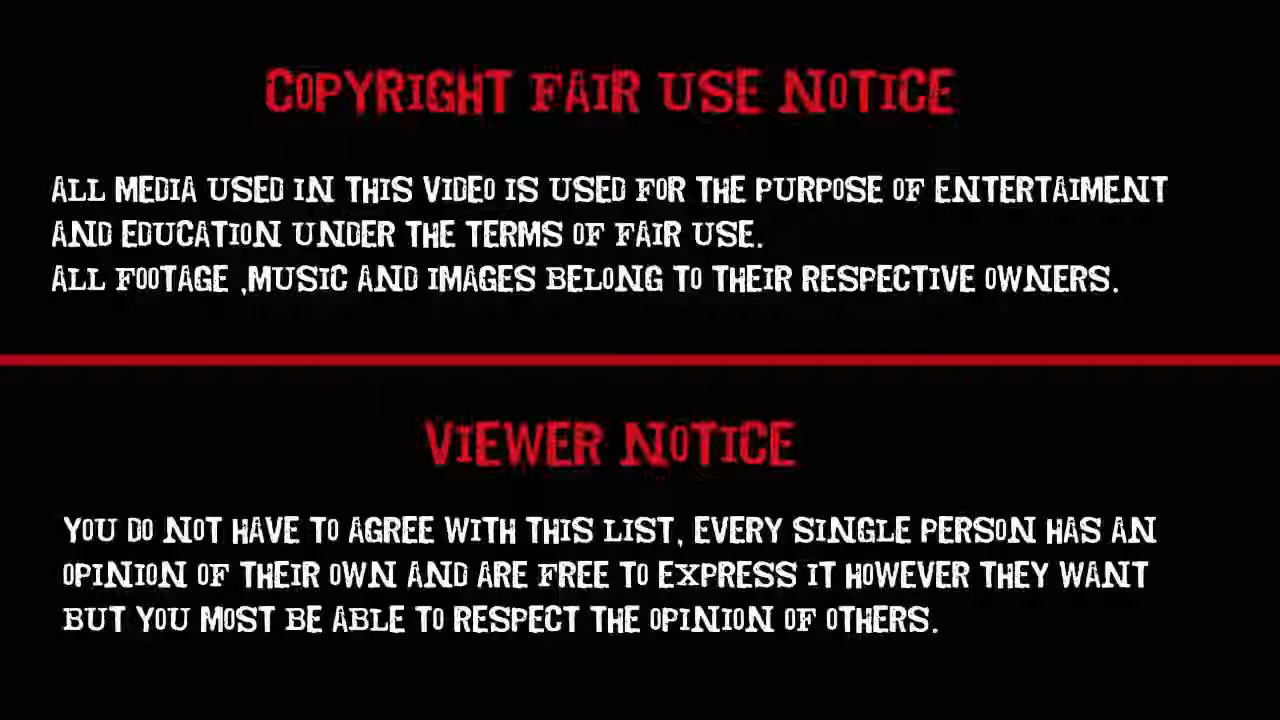 COPYRIGHT FAIR USE NOTICE
ALL MEDIA USED IN THIS VIDEO IS USED FOR THE PURPOSE OF ENTERTAIMENT
AND EDUCATION UNDER THE TERMS OF FAIR USE.
ALL FOOTAGE ,MUSIC AND IMAGES BELONG TO THEIR RESPECTIVE OWNERS.
VIEWER NOTICE
YOU DO NOT HAVE TO AGREE WITH THIS LIST, EVERY SINGLE PERSON HAS AN
OPINION OF THEIR OWN AND ARE FREE TO EXPRESS IT HOWEVER THEY WANT
BUT YOU MOST BE ABLE TO RESPECT THE OPINION OF OTHERS.